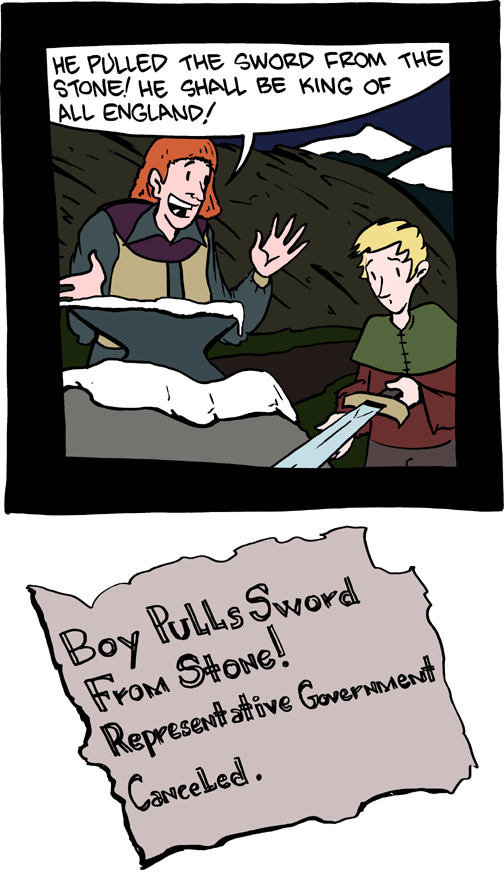 HE PULLED THE SWORD FROM THE
STONE! HE SHALL BE KING OF
ALL ENGLAND!
Boy Pulls Sword
From Stone!
Representative Government
Canceled.